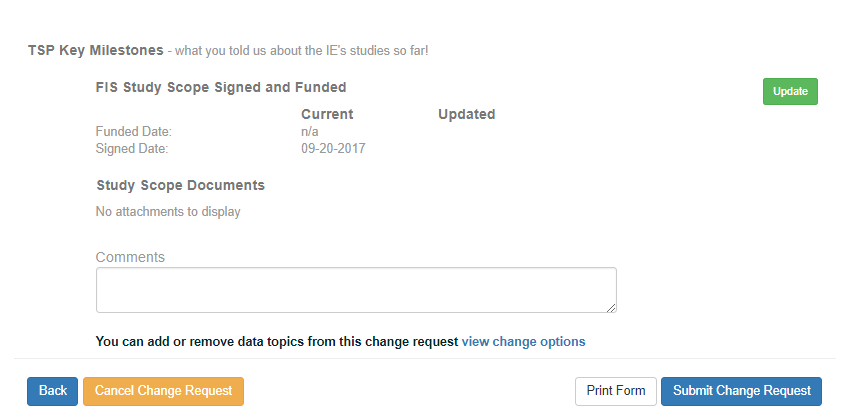 TSP Key Milestones - what you told us about the IE's studies so far!
FIS Study Scope Signed and Funded
Update
Current Updated
Funded Date: n/a
Signed Date: 09-20-2017
Study Scope Documents
No attachments to display
Comments
You can add or remove data topics from this change request view change options
Back Cancel Change Request Print Form Submit Change Request